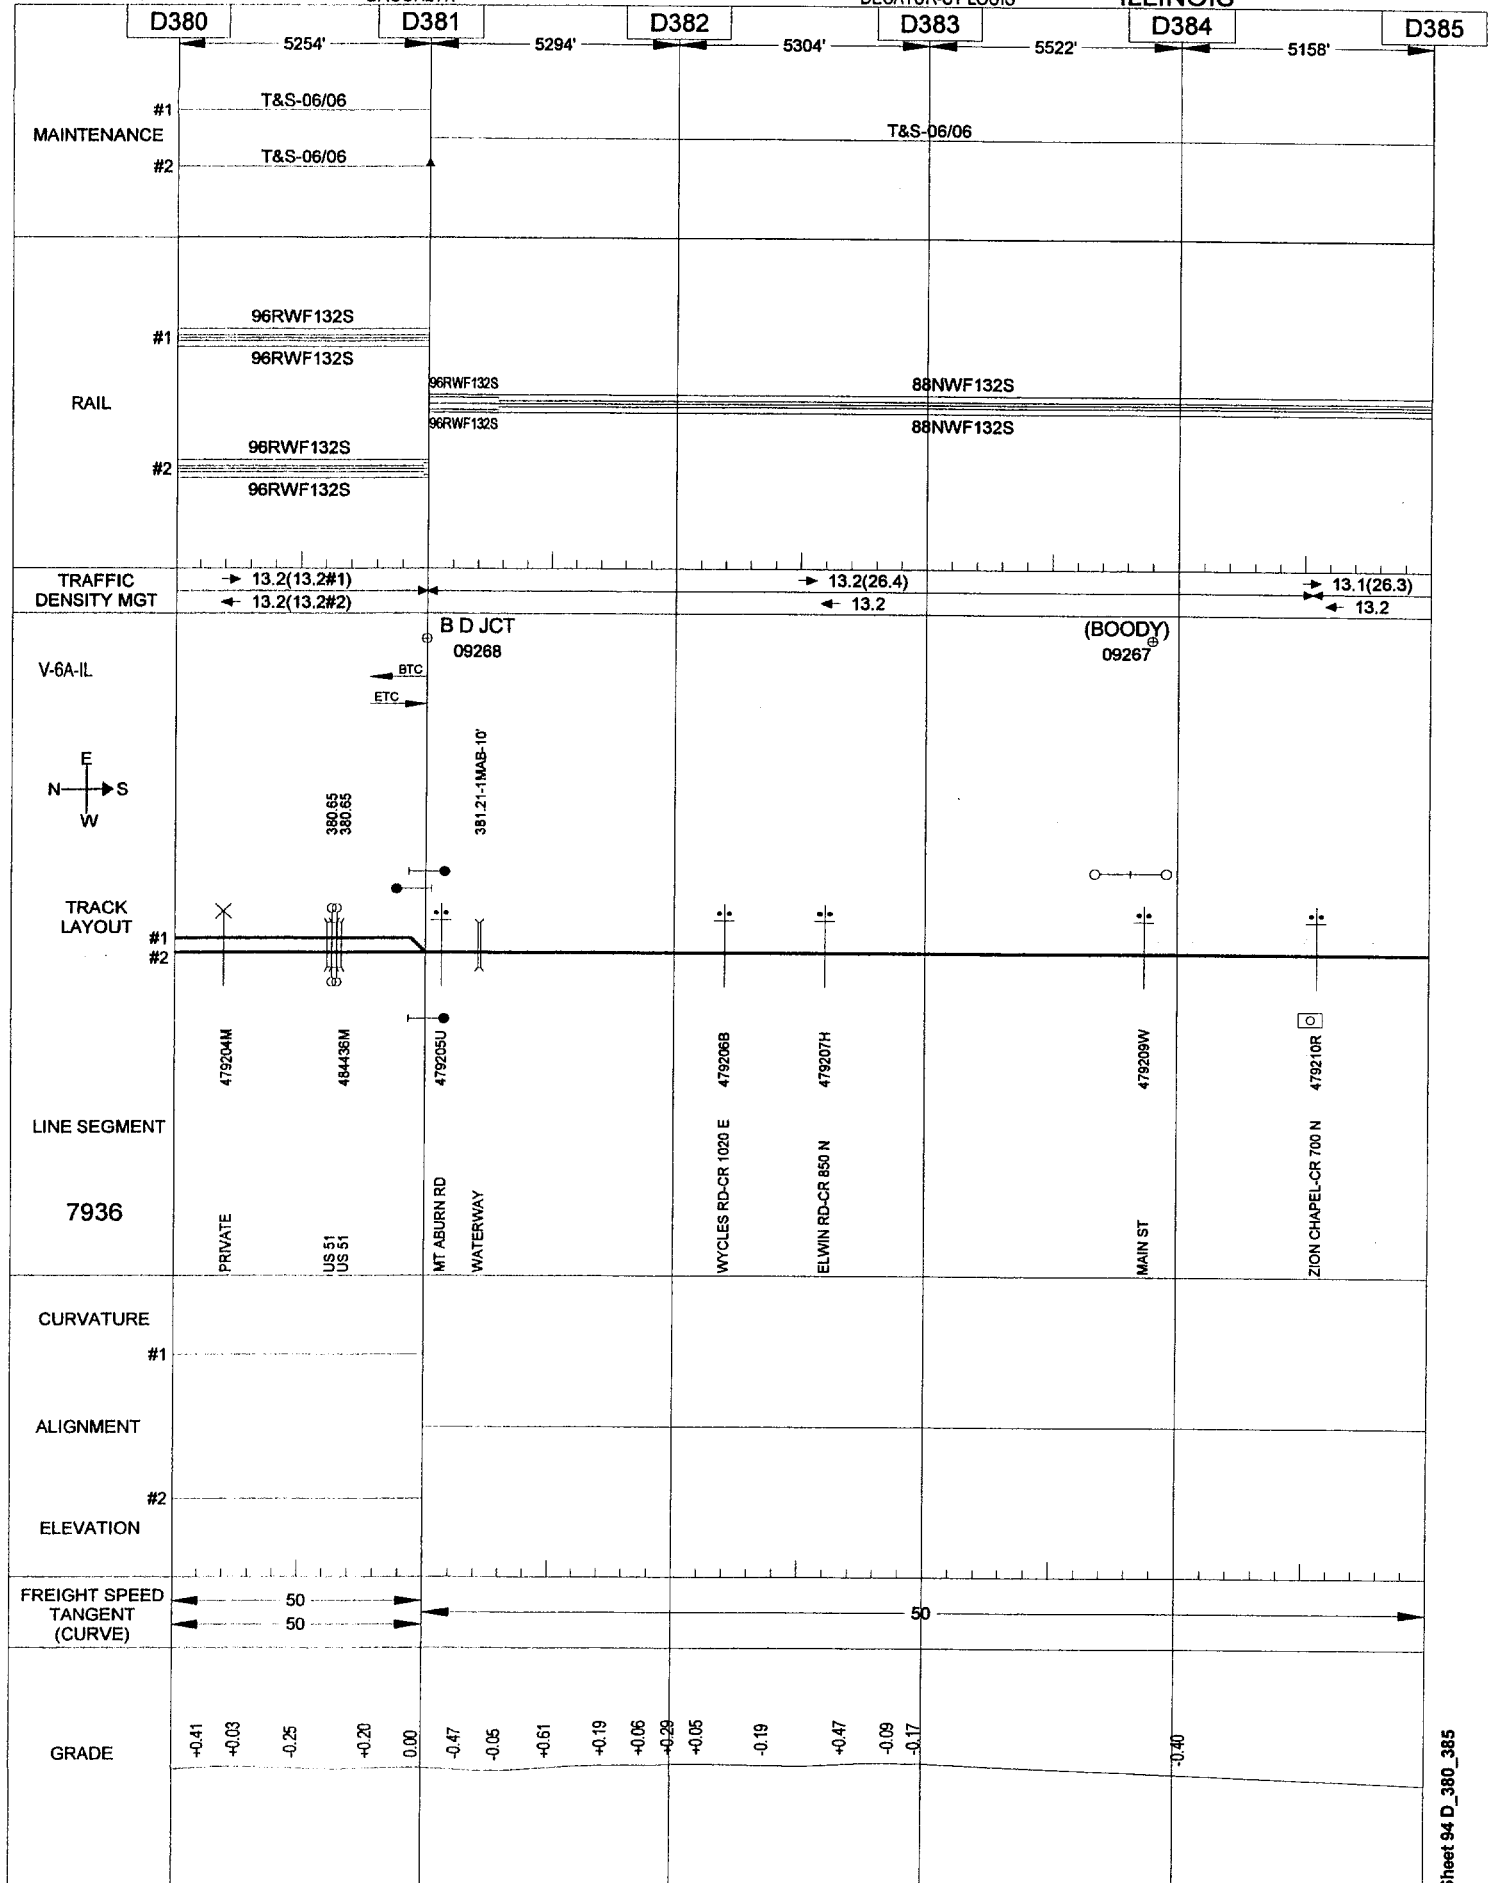 ILLINOIS
D380 D381 D382 D383 D384 D385
5254' 5294' 5304' 5522' 5158'
MAINTENANCE
#1 T&S-06/06
T&S-06/06
#2 T&S-06/06
RAIL
#1 96RWF132S
96RWF132S
96RWF132S 88NWF132S
96RWF132S 88NWF132S
#2 96RWF132S
96RWF132S
TRAFFIC
DENSITY MGT
13.2(13.2#1) 13.2(26.4) 13.1(26.3)
13.2(13.2#2) 13.2 13.2
V-6A-IL
B D JCT
09268
(BOODY)
09267
BTC
ETC
E
N S
W
380.65
380.65
381.21-1MAB-10'
TRACK
LAYOUT
#1
#2
479204M
484436M
479205U
479206B
479207H
479209W
479210R
LINE SEGMENT
7936
PRIVATE
US 51
US 51
MT ABURN RD
WATERWAY
WYCLES RD-CR 1020 E
ELWIN RD-CR 850 N
MAIN ST
ZION CHAPEL-CR 700 N
CURVATURE
#1
ALIGNMENT
#2
ELEVATION
FREIGHT SPEED
TANGENT
(CURVE)
50
50
50
GRADE
+0.41 +0.03 -0.25 +0.20 0.00 -0.47 -0.05 +0.61 +0.19 +0.06 +0.29 +0.05 -0.19 +0.47 -0.09 -0.17 -0.40
Sheet 94 D_380_385